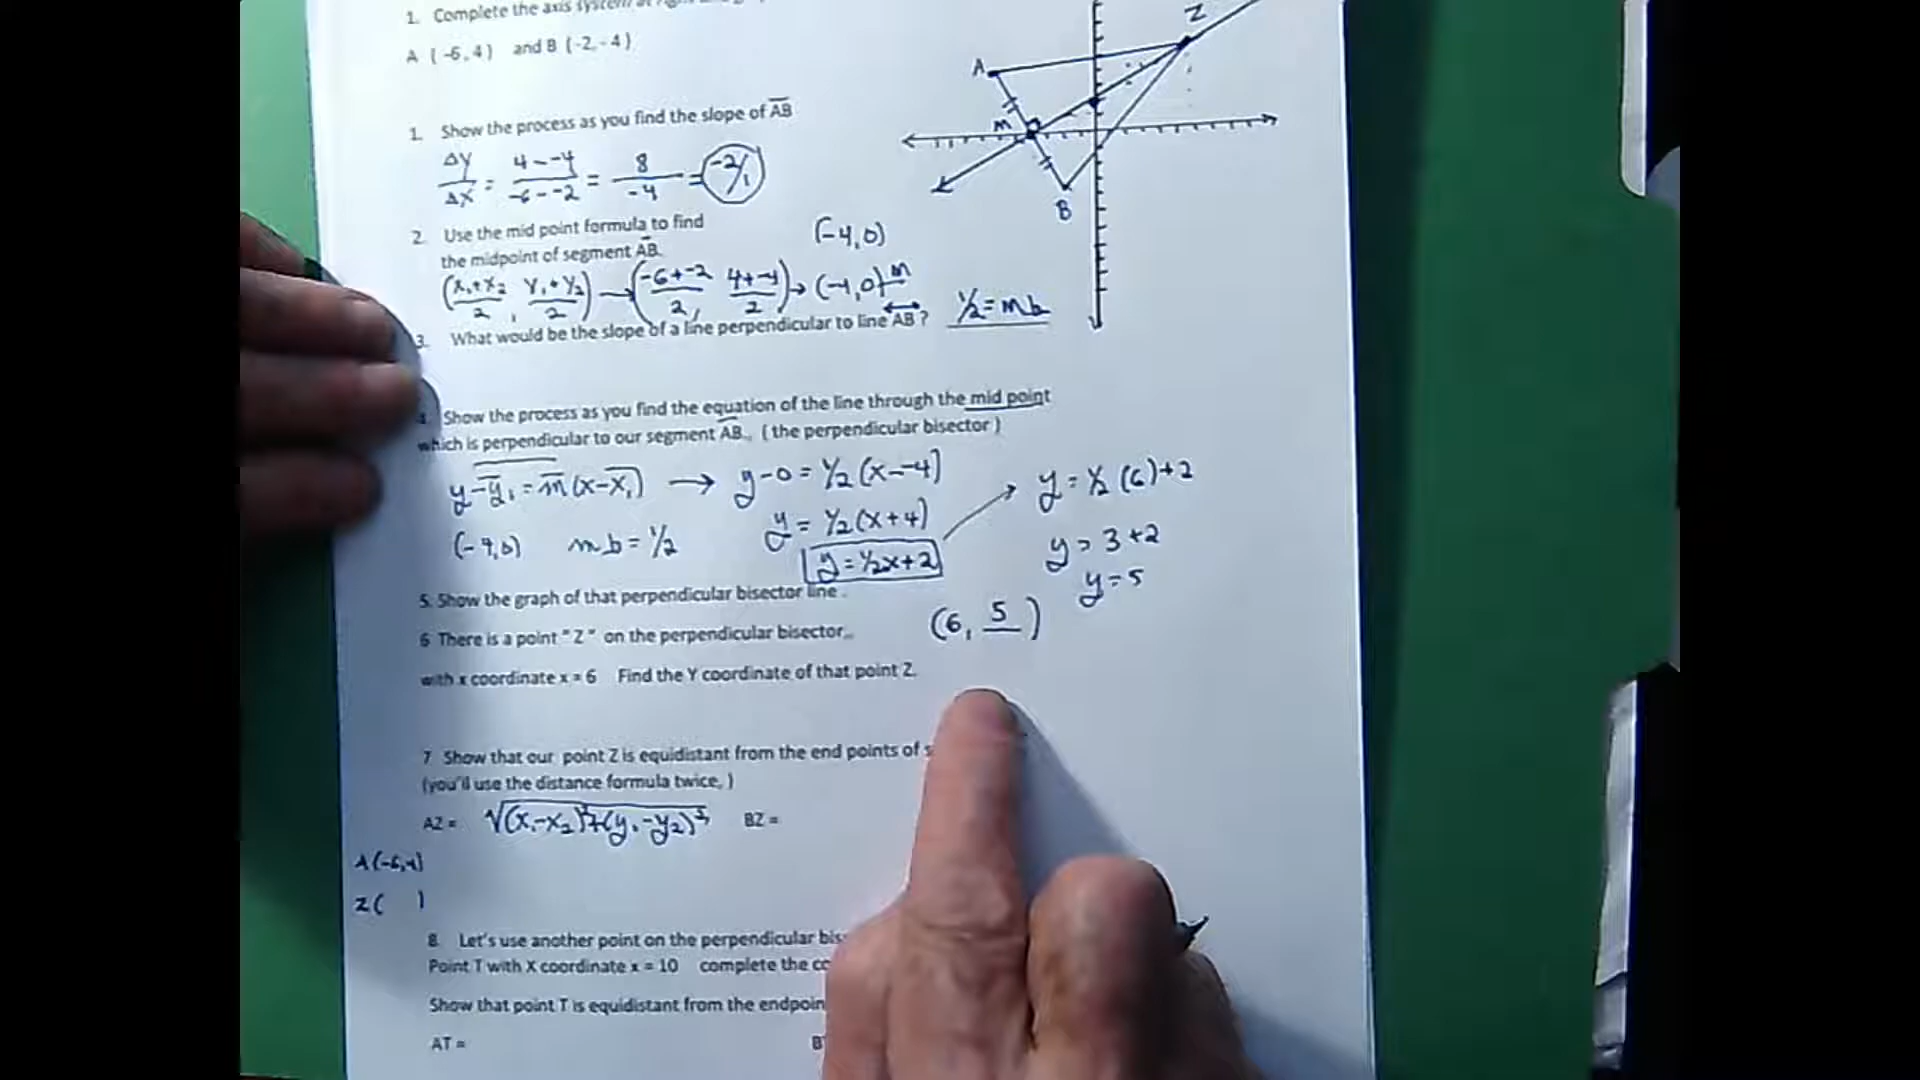 1. Complete the axis system at right
A ( -6, 4 ) and B ( -2, -4 )
Z
A
M
B
1. Show the process as you find the slope of AB
ΔY/ΔX = 4--4/-6--2 = 8/-4 = -2/1
2. Use the mid point formula to find
the midpoint of segment AB.
(-4,0)
(x₁+x₂/2, Y₁+Y₂/2) → (-6+-2/2, 4+-4/2) → (-4,0) m
3. What would be the slope of a line perpendicular to line AB ? 1/2 = mb
4. Show the process as you find the equation of the line through the mid point
which is perpendicular to our segment AB.. ( the perpendicular bisector )
y-y₁ = m(x-x₁) → y-0 = 1/2(x--4) y = 1/2 (6)+2
(-4,0) mb = 1/2 y = 1/2(x+4) y = 3+2
y = 1/2x+2 y = 5
5. Show the graph of that perpendicular bisector line .
6 There is a point " Z " on the perpendicular bisector.. (6, 5 )
with x coordinate x = 6 Find the Y coordinate of that point Z.
7 Show that our point Z is equidistant from the end points of
(you'll use the distance formula twice, )
AZ = √(x₁-x₂)²+(y₁-y₂)² BZ =
A(-6,4)
Z( )
8. Let's use another point on the perpendicular
Point T with X coordinate x = 10 complete the
Show that point T is equidistant from the
AT =